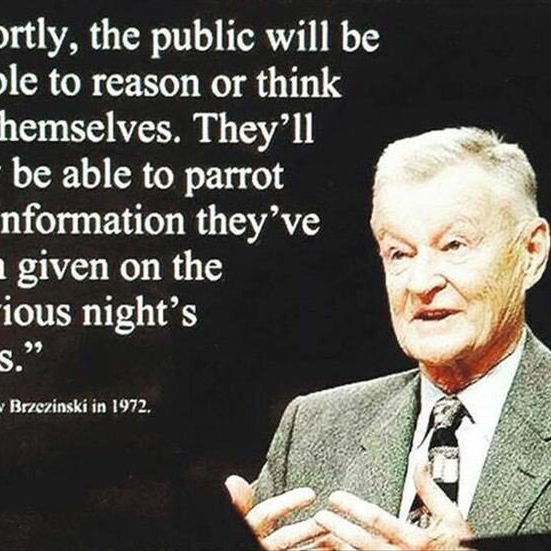 ortly, the public will be
ble to reason or think
hemselves. They'll
y be able to parrot
nformation they've
n given on the
vious night's
s."
w Brzezinski in 1972.